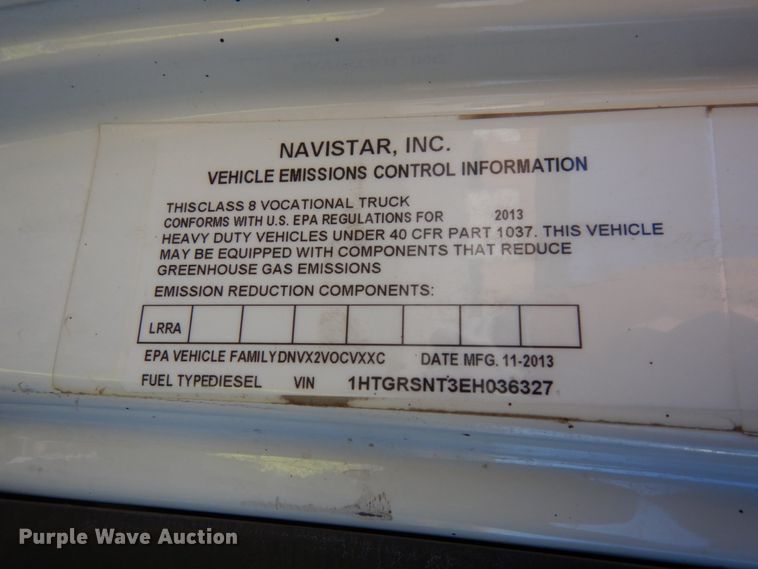 NAVISTAR, INC.
VEHICLE EMISSIONS CONTROL INFORMATION
THISCLASS 8 VOCATIONAL TRUCK
CONFORMS WITH U.S. EPA REGULATIONS FOR 2013
HEAVY DUTY VEHICLES UNDER 40 CFR PART 1037. THIS VEHICLE
MAY BE EQUIPPED WITH COMPONENTS THAT REDUCE
GREENHOUSE GAS EMISSIONS
EMISSION REDUCTION COMPONENTS:
LRRA
EPA VEHICLE FAMILYDNVX2VOCVXXC DATE MFG. 11-2013
FUEL TYPEDIESEL VIN 1HTGRSNT3EH036327
Purple Wave Auction®